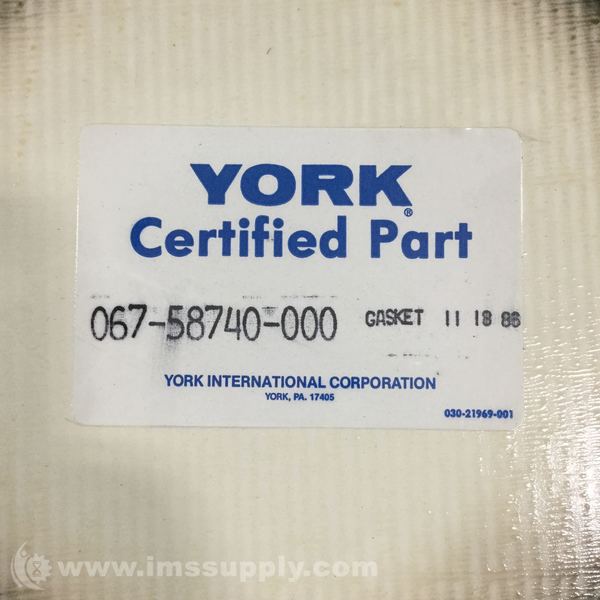 YORK®
Certified Part
067-58740-000 GASKET 11 18 86
YORK INTERNATIONAL CORPORATION
YORK, PA. 17405
030-21969-001
www.imssupply.com